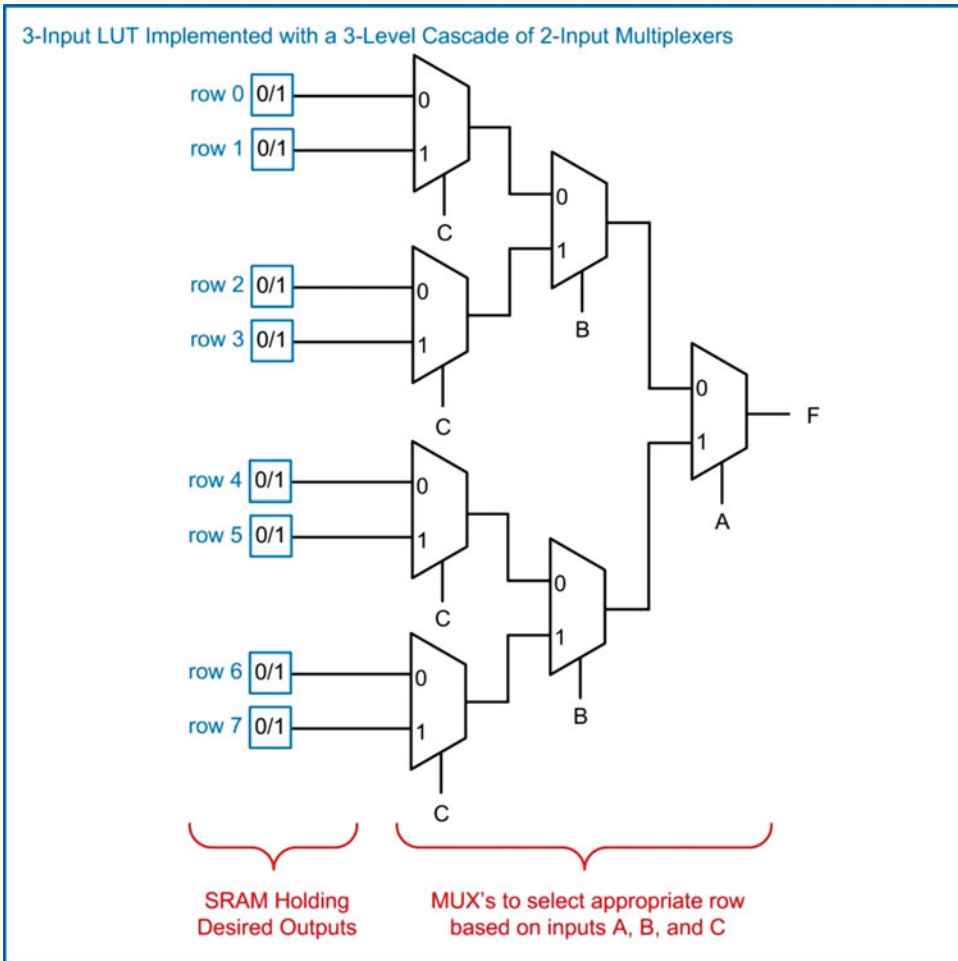 3-Input LUT Implemented with a 3-Level Cascade of 2-Input Multiplexers
row 0 0/1
0
row 1 0/1
1
C
0
1
B
row 2 0/1
0
row 3 0/1
1
C
0
1
F
A
row 4 0/1
0
row 5 0/1
1
C
0
1
B
row 6 0/1
0
row 7 0/1
1
C
SRAM Holding
Desired Outputs
MUX's to select appropriate row
based on inputs A, B, and C